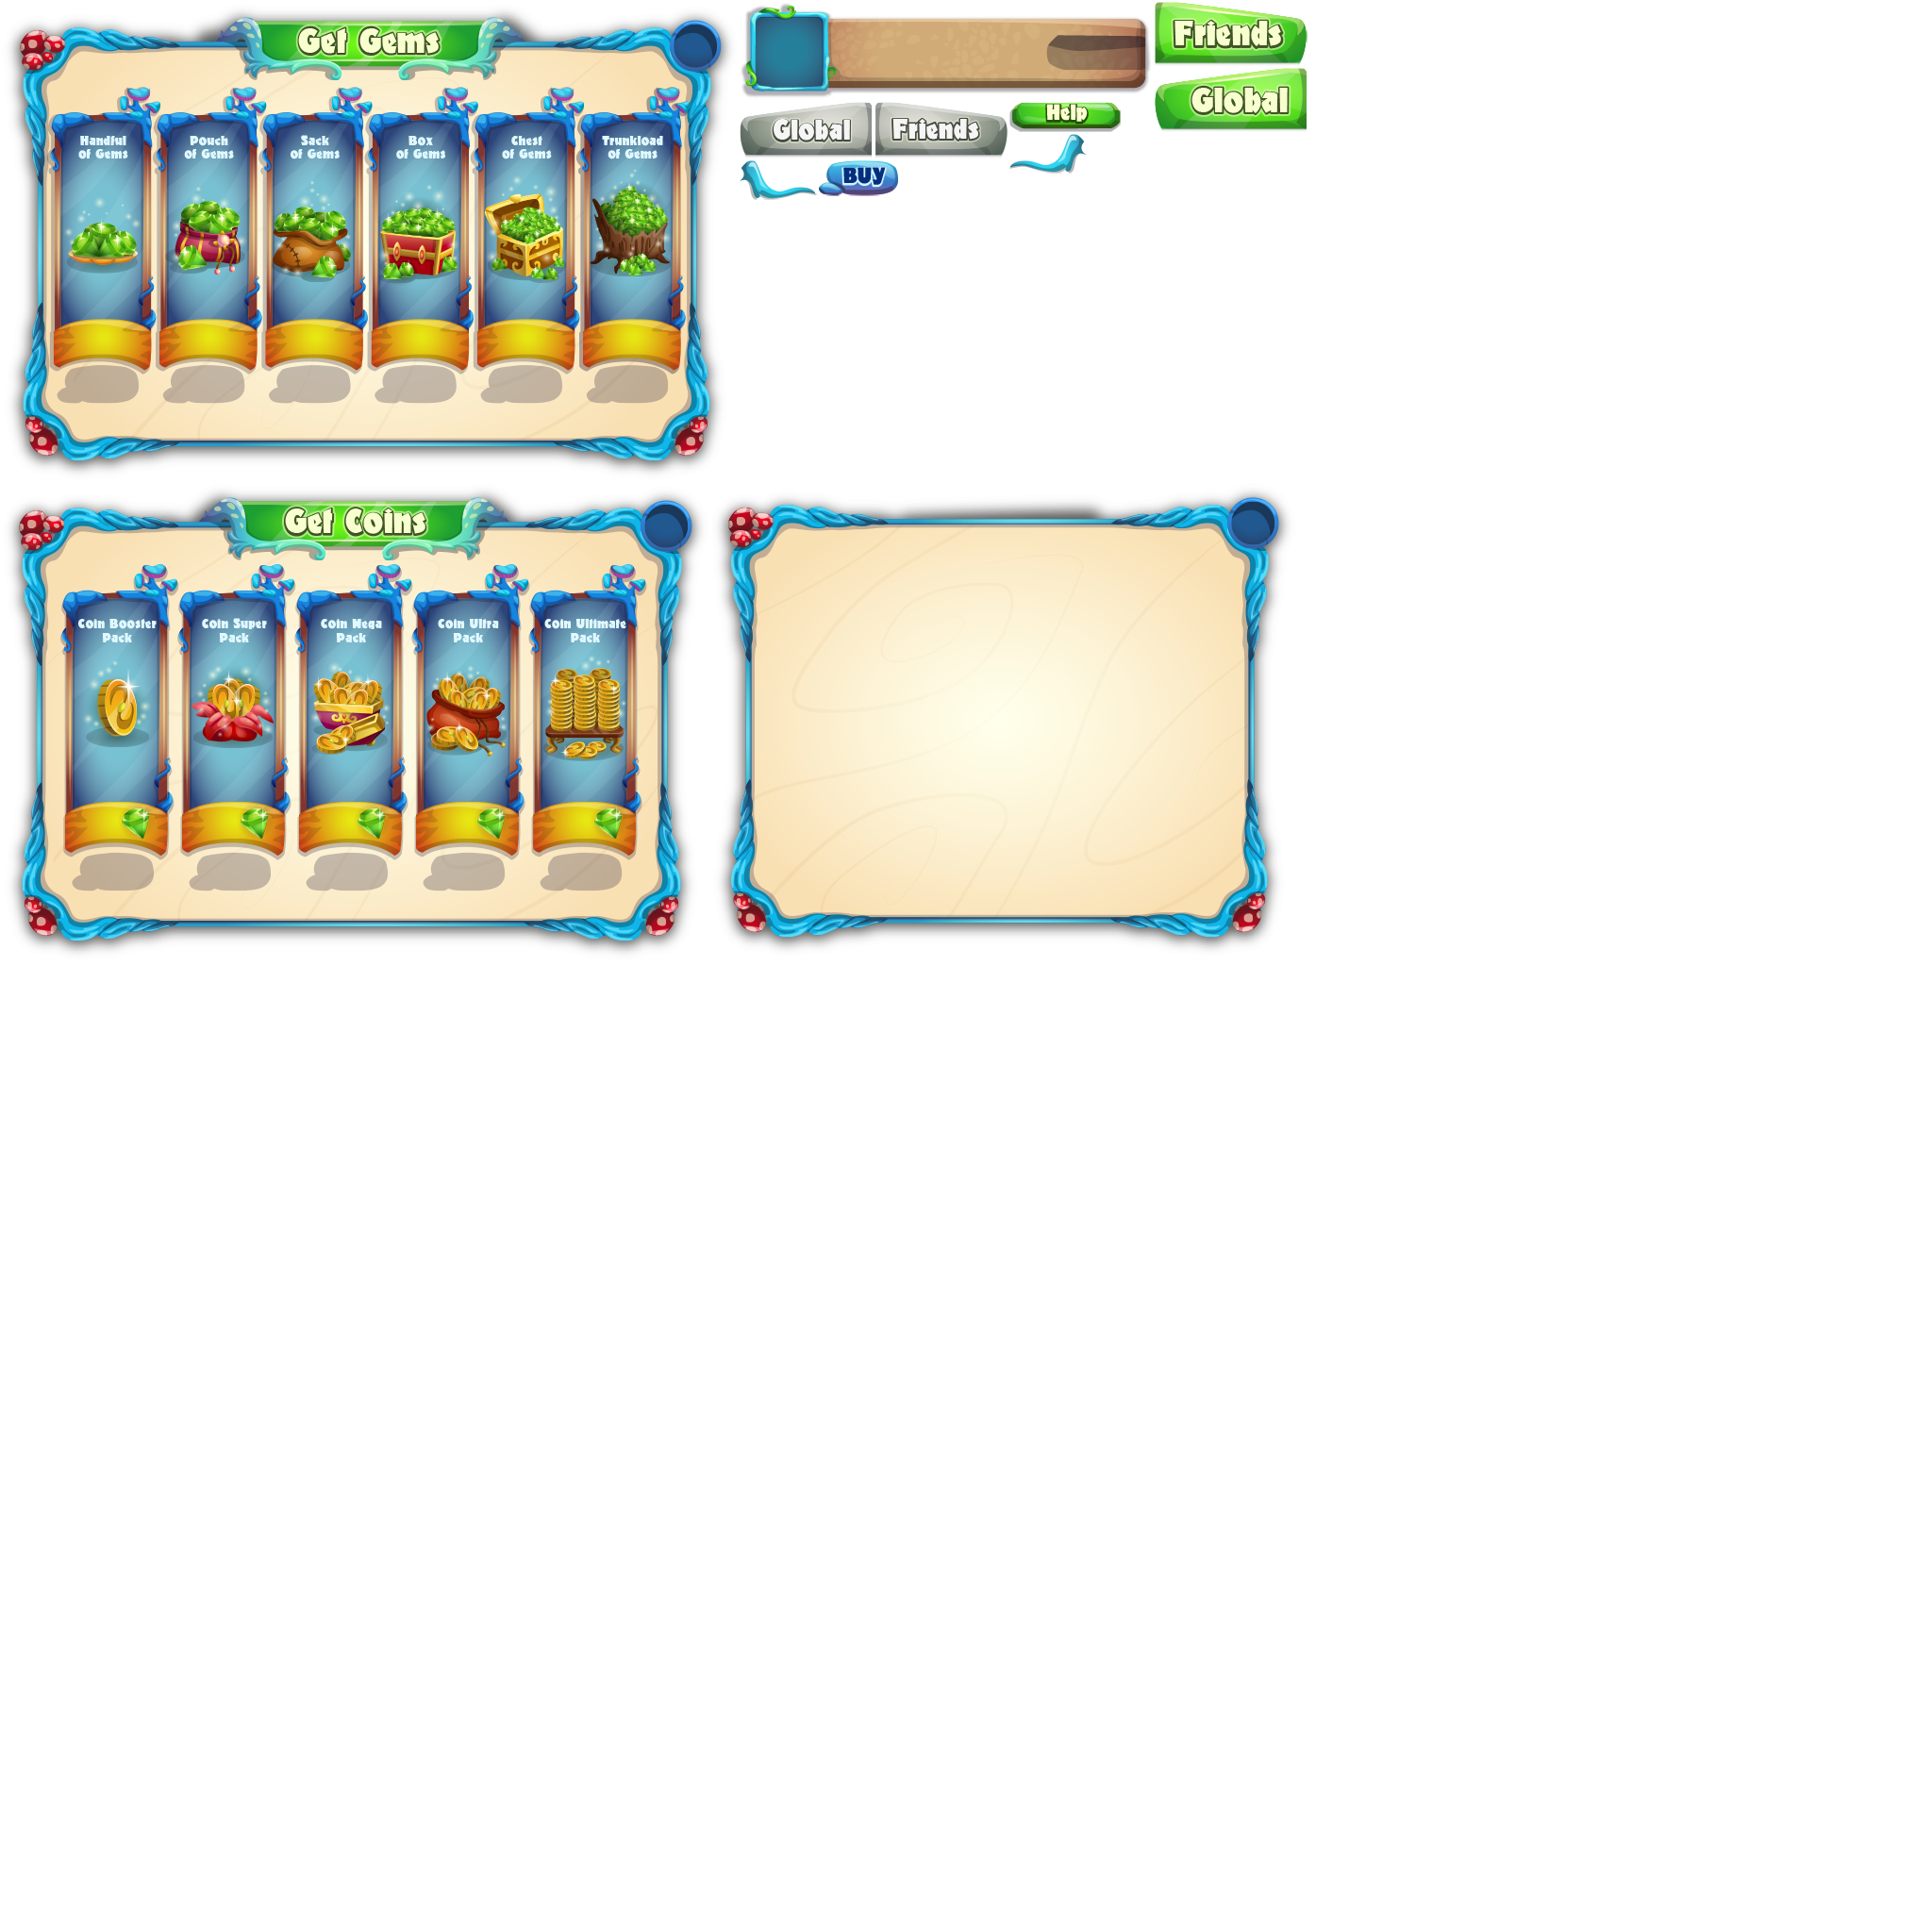 Get Gems
Handful
of Gems
Pouch
of Gems
Sack
of Gems
Box
of Gems
Chest
of Gems
Trunkload
of Gems
Friends
Global
Global
Friends
Help
BUY
Get Coins
Coin Booster
Pack
Coin Super
Pack
Coin Mega
Pack
Coin Ultra
Pack
Coin Ultimate
Pack